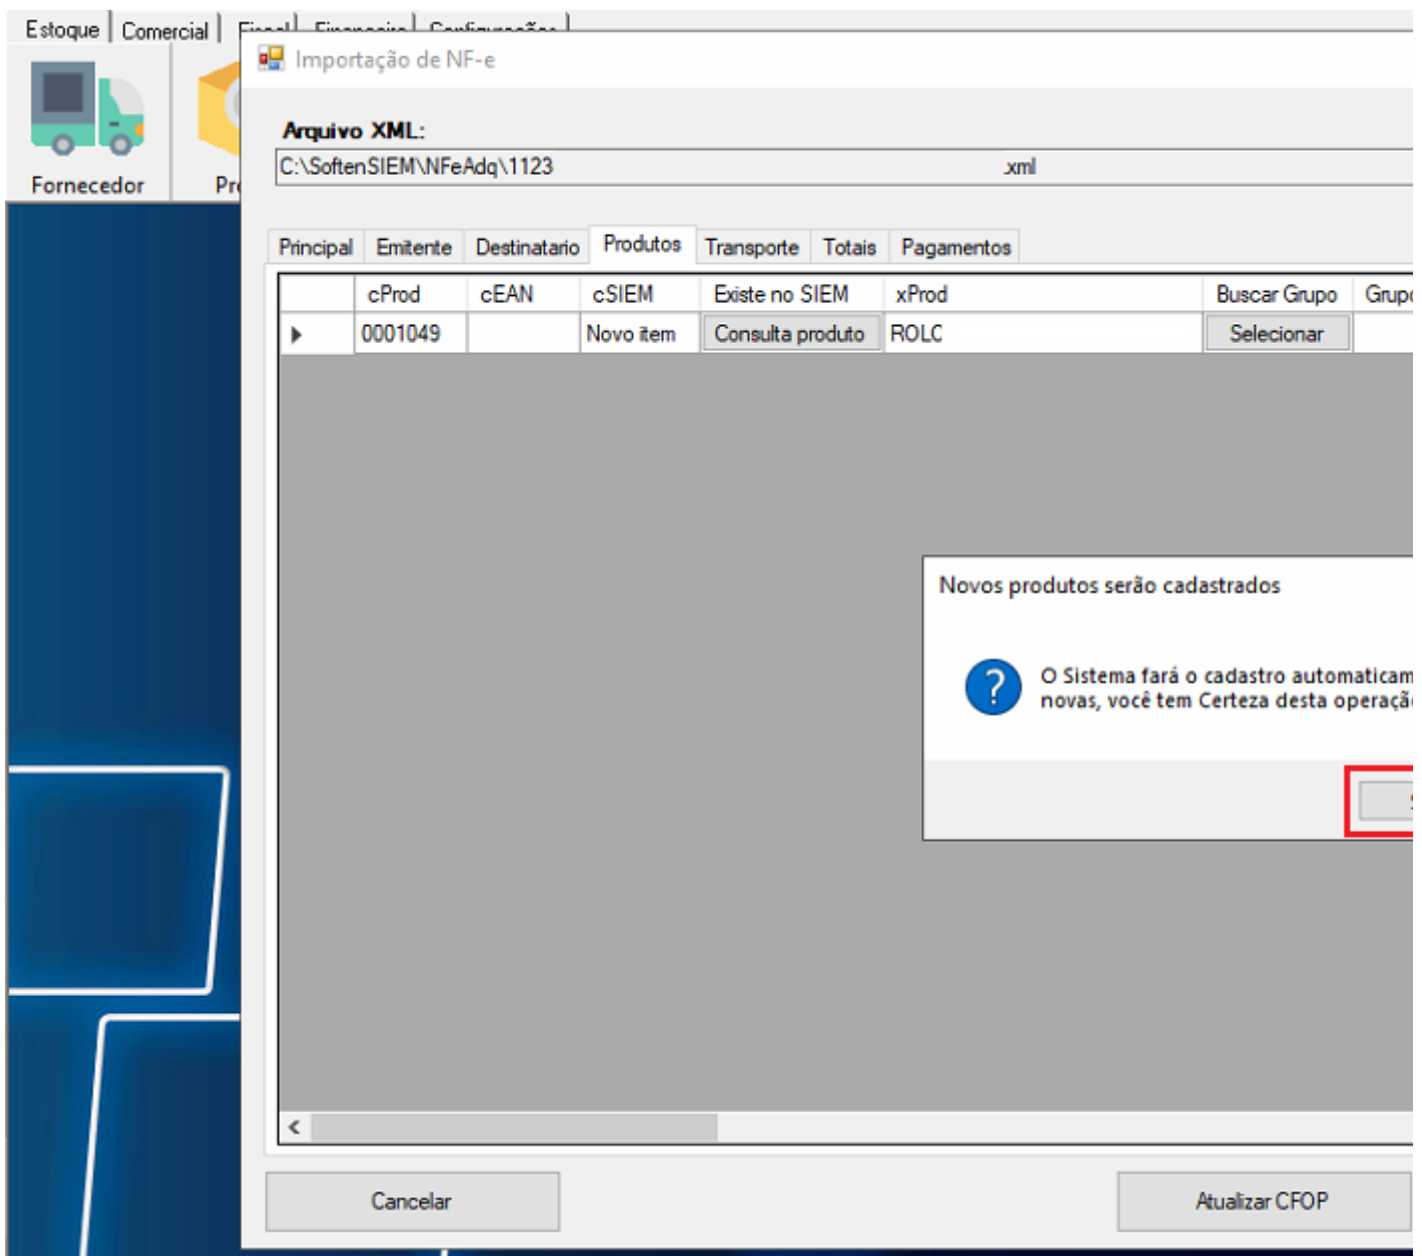 Estoque Comercial
Importação de NF-e
Arquivo XML:
C:\SoftenSIEM\NFeAdq\1123 .xml
Fornecedor
Principal Emitente Destinatario Produtos Transporte Totais Pagamentos
cProd cEAN cSIEM Existe no SIEM xProd Buscar Grupo Grupo
0001049 Novo item Consulta produto ROLO Selecionar
Novos produtos serão cadastrados
O Sistema fará o cadastro automaticam
novas, você tem Certeza desta operaçã
Cancelar Atualizar CFOP